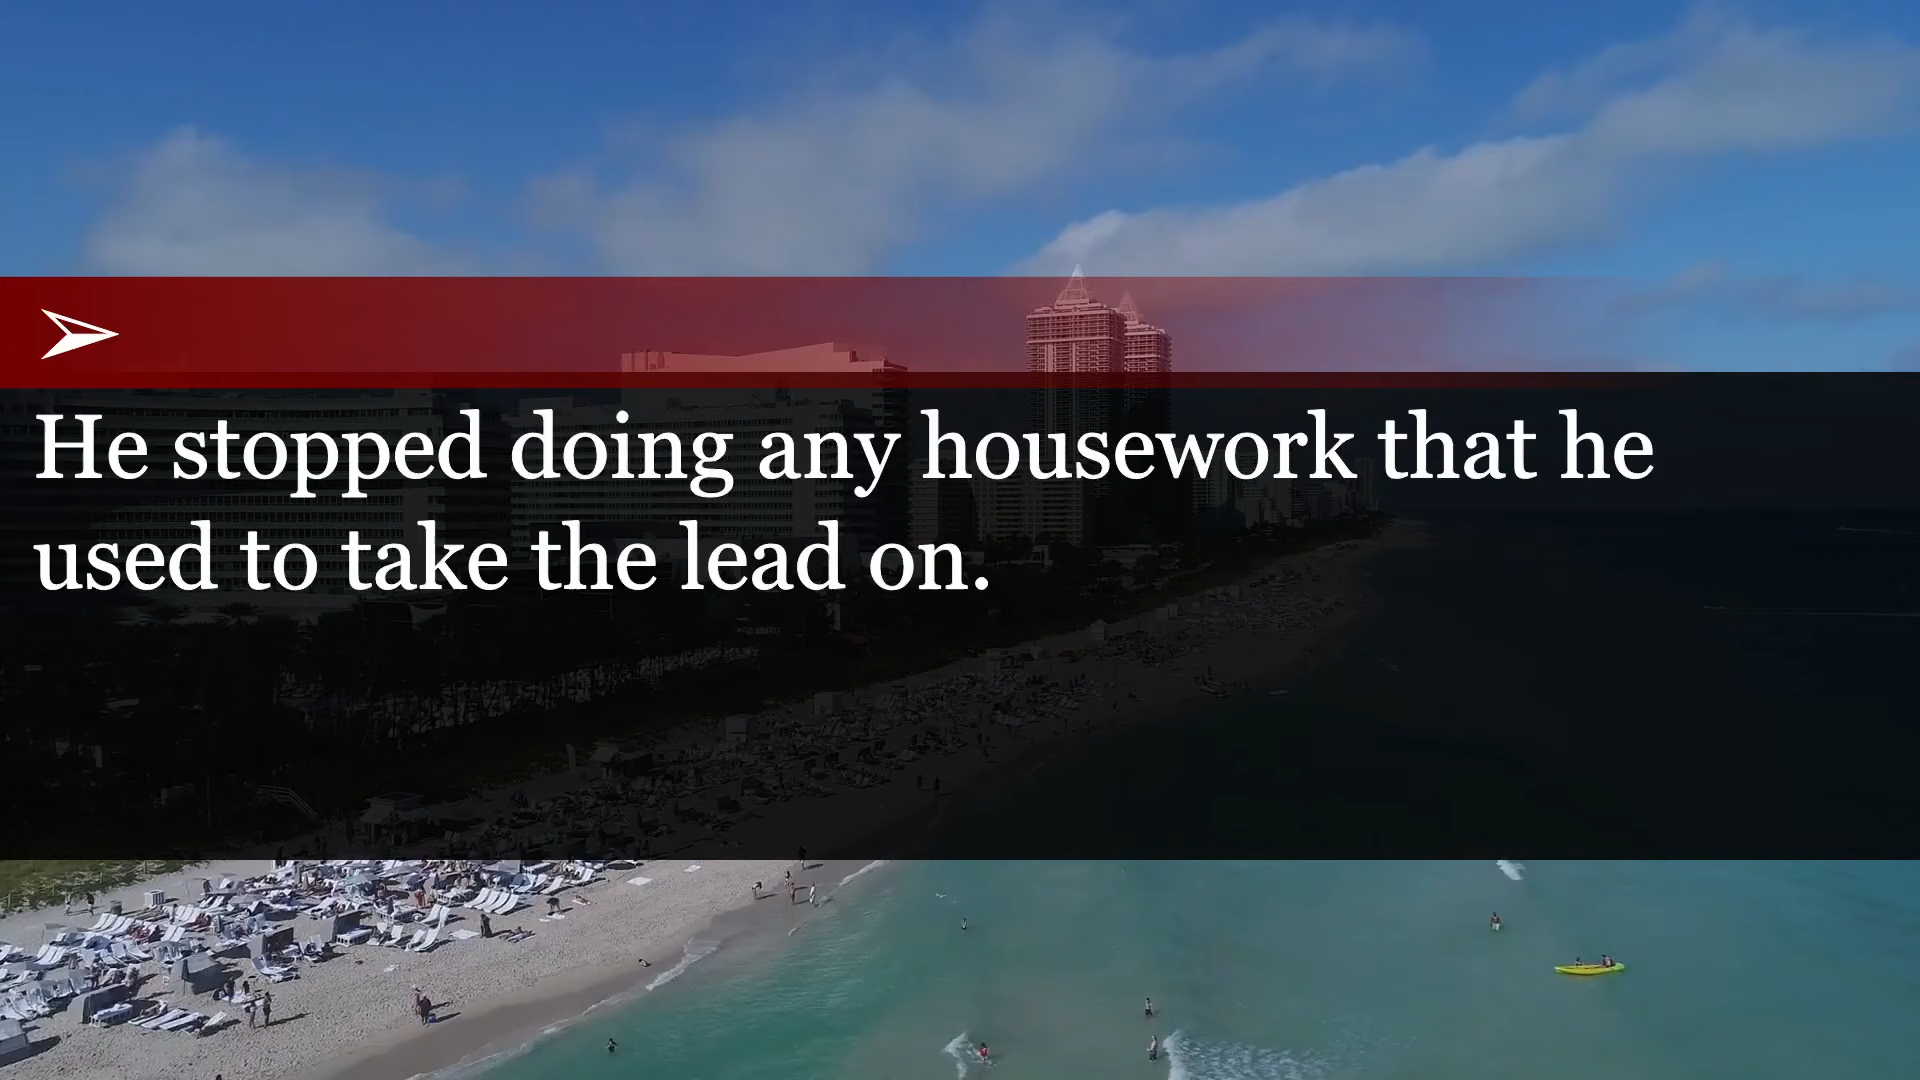 He stopped doing any housework that he
used to take the lead on.